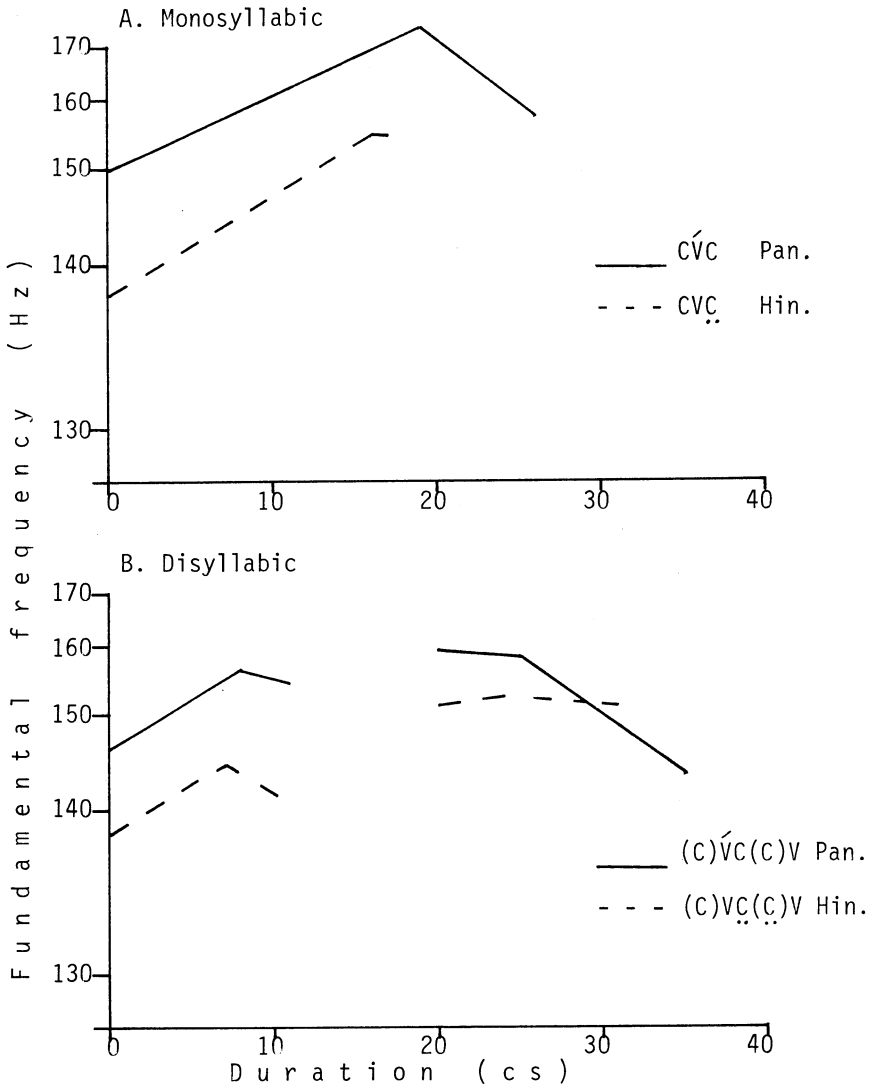 A. Monosyllabic
170
160
150
140
130
0 10 20 30 40
CV́C Pan.
CVC̤ Hin.
Fundamental frequency (Hz)
B. Disyllabic
170
160
150
140
130
0 10 20 30 40
(C)V́C(C)V Pan.
(C)VC̤(C̤)V Hin.
Duration (cs)